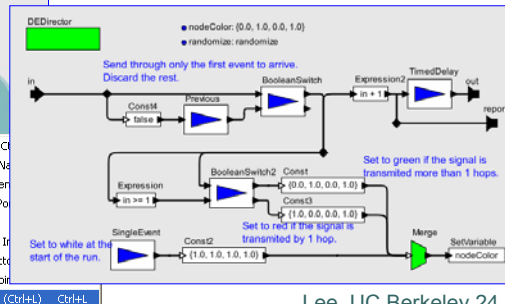 DEDirector
nodeColor: {0.0, 1.0, 0.0, 1.0}
randomize: randomize
Send through only the first event to arrive.
Discard the rest.
in
Const4
false
Previous
BooleanSwitch
Expression2
in + 1
TimedDelay
out
repor
Expression
in >= 1
BooleanSwitch2
Const
{0.0, 1.0, 0.0, 1.0}
Const3
{1.0, 0.0, 0.0, 1.0}
Set to green if the signal is
transmited more than 1 hops.
Set to red if the signal is
transmited by 1 hop.
Set to white at the
start of the run.
SingleEvent
Const2
{1.0, 1.0, 1.0, 1.0}
Merge
SetVariable
nodeColor
(Ctrl+L) Ctrl+L
Lee, UC Berkeley 24